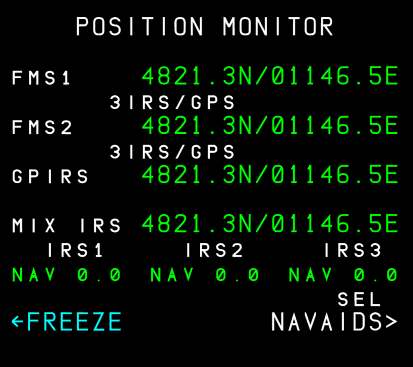 POSITION MONITOR
FMS1 4821.3N/01146.5E
3IRS/GPS
FMS2 4821.3N/01146.5E
3IRS/GPS
GPIRS 4821.3N/01146.5E
MIX IRS 4821.3N/01146.5E
IRS1 IRS2 IRS3
NAV 0.0 NAV 0.0 NAV 0.0
SEL
←FREEZE NAVAIDS>